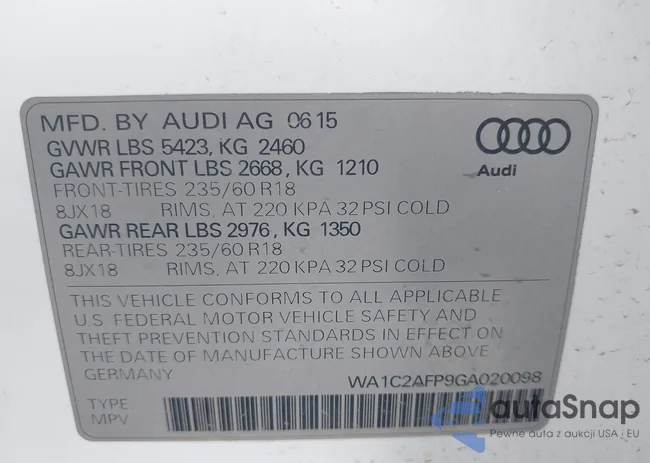 MFD. BY AUDI AG 0615
GVWR LBS 5423, KG 2460
GAWR FRONT LBS 2668, KG 1210
FRONT-TIRES 235/60 R18
8JX18 RIMS, AT 220 KPA 32 PSI COLD
GAWR REAR LBS 2976, KG 1350
REAR-TIRES 235/60 R18
8JX18 RIMS, AT 220 KPA 32 PSI COLD
Audi
THIS VEHICLE CONFORMS TO ALL APPLICABLE
U.S. FEDERAL MOTOR VEHICLE SAFETY AND
THEFT PREVENTION STANDARDS IN EFFECT ON
THE DATE OF MANUFACTURE SHOWN ABOVE
GERMANY
WA1C2AFP9GA020098
TYPE:
MPV
autaSnap
Pewne auta z aukcji USA i EU